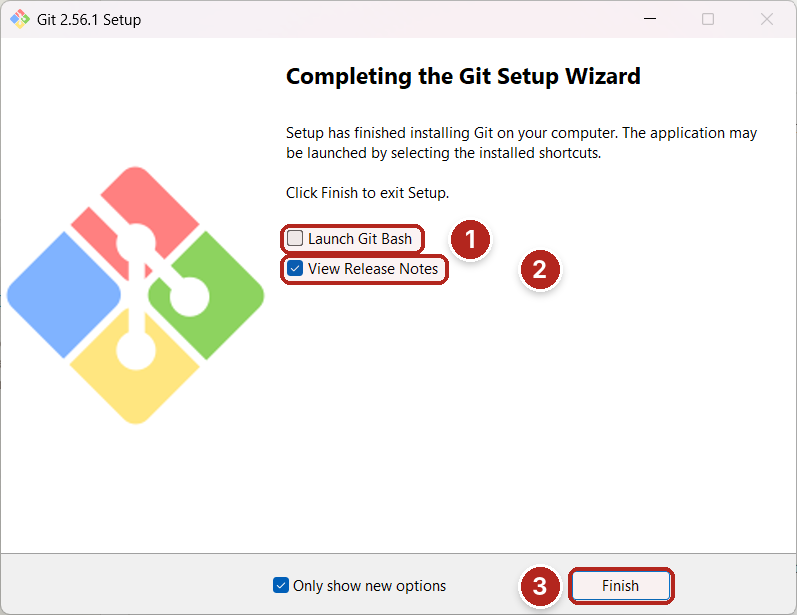 Git 2.56.1 Setup
Completing the Git Setup Wizard
Setup has finished installing Git on your computer. The application may
be launched by selecting the installed shortcuts.
Click Finish to exit Setup.
Launch Git Bash 1
View Release Notes 2
Only show new options 3 Finish